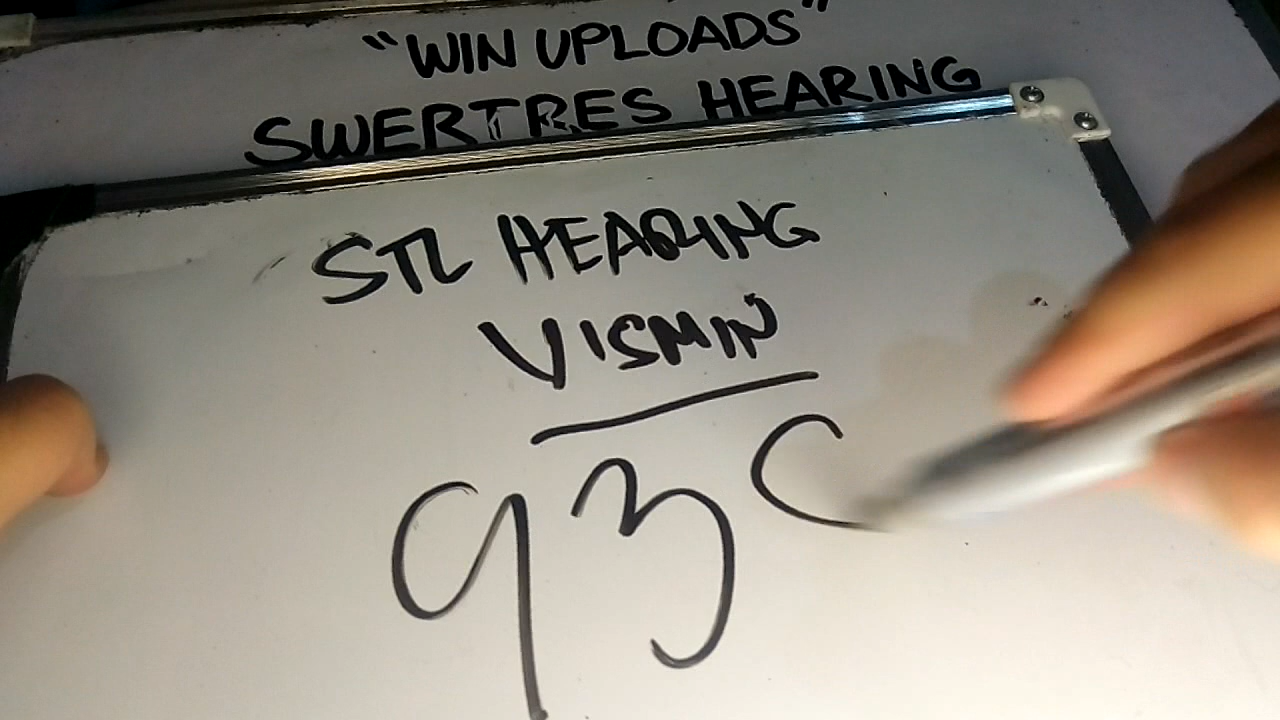 "WIN UPLOADS"
SWERTRES HEARING
STL HEARING
VISMIN
93